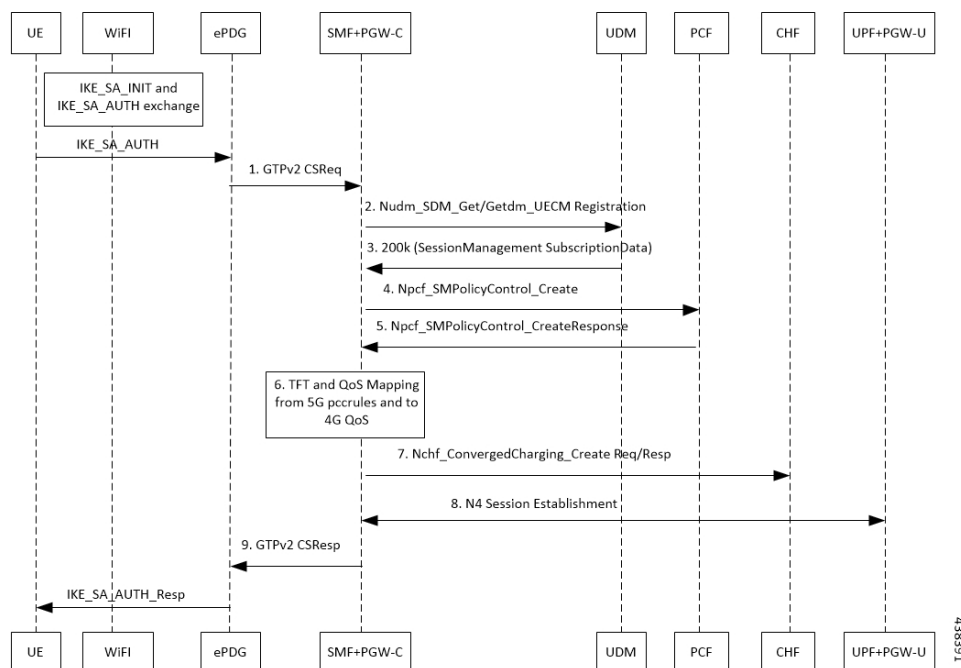 UE WiFI ePDG SMF+PGW-C UDM PCF CHF UPF+PGW-U
IKE_SA_INIT and
IKE_SA_AUTH exchange
IKE_SA_AUTH
1. GTPv2 CSReq
2. Nudm_SDM_Get/Getdm_UECM Registration
3. 200k (SessionManagement SubscriptionData)
4. Npcf_SMPolicyControl_Create
5. Npcf_SMPolicyControl_CreateResponse
6. TFT and QoS Mapping
from 5G pccrules and to
4G QoS
7. Nchf_ConvergedCharging_Create Req/Resp
8. N4 Session Establishment
9. GTPv2 CSResp
IKE_SA_AUTH_Resp
UE WiFI ePDG SMF+PGW-C UDM PCF CHF UPF+PGW-U
438391